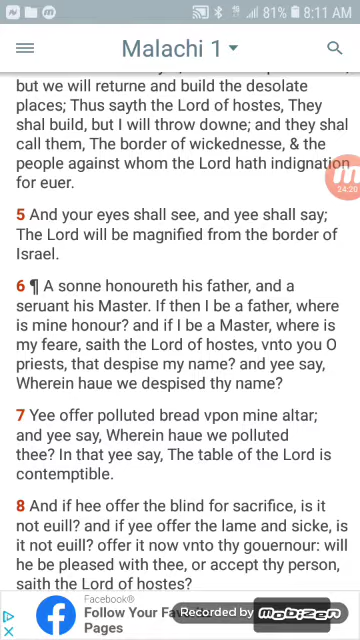 81% 8:11 AM
Malachi 1
but we will returne and build the desolate
places; Thus sayth the Lord of hostes, They
shal build, but I will throw downe; and they shal
call them, The border of wickednesse, & the
people against whom the Lord hath indignation
for euer.
24:20
5 And your eyes shall see, and yee shall say;
The Lord will be magnified from the border of
Israel.
6 ¶ A sonne honoureth his father, and a
seruant his Master. If then I be a father, where
is mine honour? and if I be a Master, where is
my feare, saith the Lord of hostes, vnto you O
priests, that despise my name? and yee say,
Wherein haue we despised thy name?
7 Yee offer polluted bread vpon mine altar;
and yee say, Wherein haue we polluted
thee? In that yee say, The table of the Lord is
contemptible.
8 And if hee offer the blind for sacrifice, is it
not euill? and if yee offer the lame and sicke, is
it not euill? offer it now vnto thy gouernour: will
he be pleased with thee, or accept thy person,
saith the Lord of hostes?
Facebook®
Follow Your
Pages
Recorded by mobizen